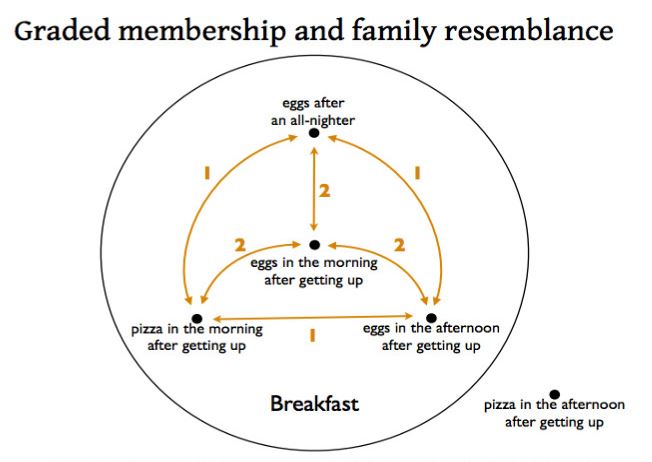 Graded membership and family resemblance
eggs after
an all-nighter
1
1
2
2
2
eggs in the morning
after getting up
pizza in the morning
after getting up
1
eggs in the afternoon
after getting up
Breakfast
pizza in the afternoon
after getting up